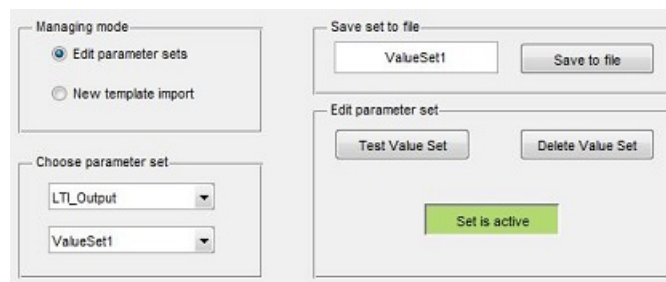 Managing mode
Edit parameter sets
New template import
Choose parameter set
LTI_Output
ValueSet1
Save set to file
ValueSet1
Save to file
Edit parameter set
Test Value Set
Delete Value Set
Set is active